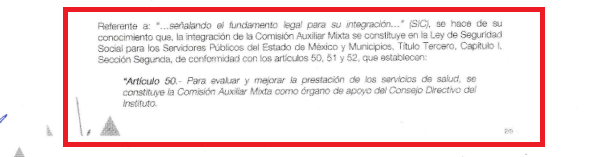 Referente a: "...señalando el fundamento legal para su integración..." (SIC), se hace de su
conocimiento que, la integración de la Comisión Auxiliar Mixta se constituye en la Ley de Seguridad
Social para los Servidores Públicos del Estado de México y Municipios, Título Tercero, Capítulo I,
Sección Segunda, de conformidad con los artículos 50, 51 y 52, que establecen:
"Artículo 50.- Para evaluar y mejorar la prestación de los servicios de salud, se
constituye la Comisión Auxiliar Mixta como órgano de apoyo del Consejo Directivo del
Instituto.